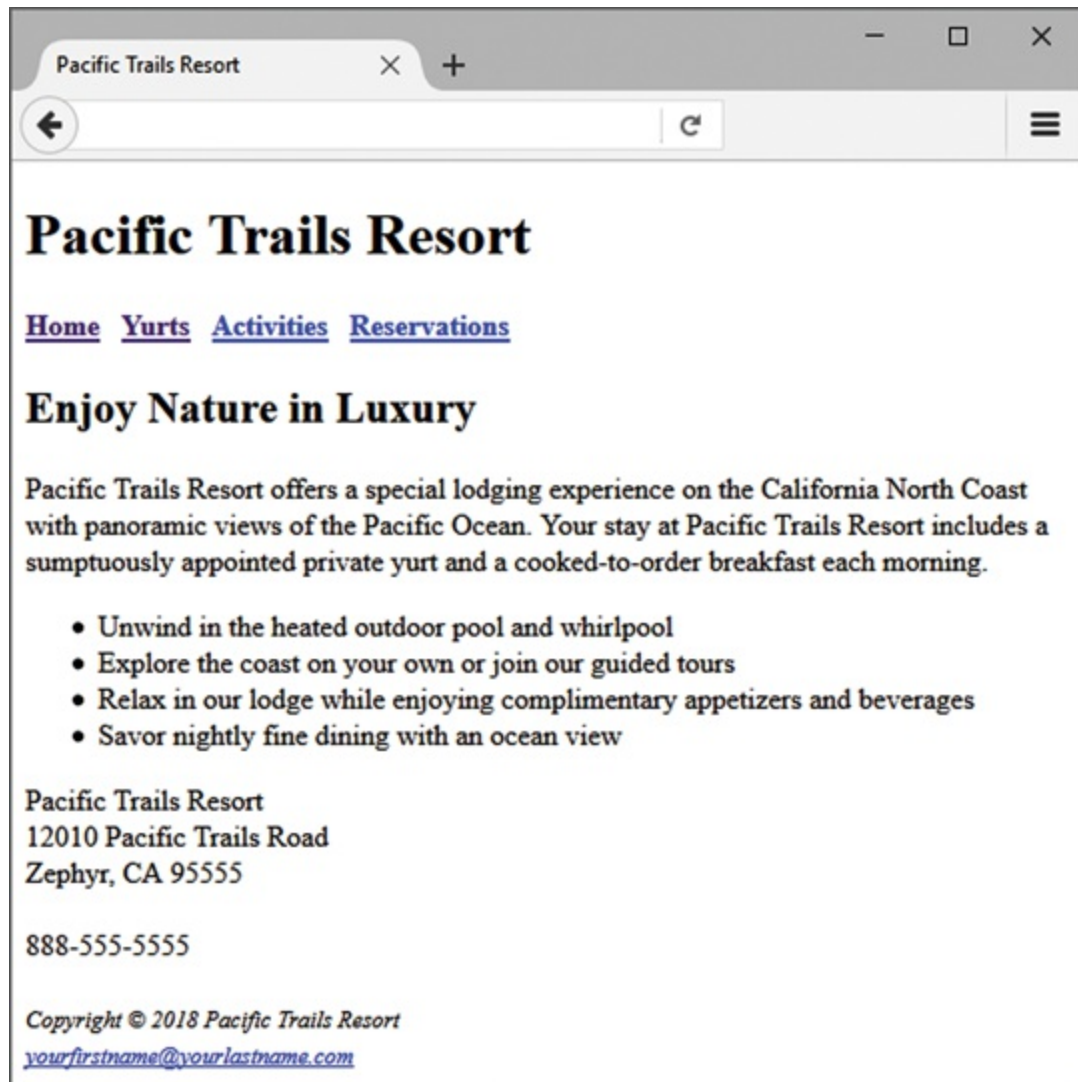 Pacific Trails Resort
Pacific Trails Resort
Home Yurts Activities Reservations
Enjoy Nature in Luxury
Pacific Trails Resort offers a special lodging experience on the California North Coast
with panoramic views of the Pacific Ocean. Your stay at Pacific Trails Resort includes a
sumptuously appointed private yurt and a cooked-to-order breakfast each morning.
• Unwind in the heated outdoor pool and whirlpool
• Explore the coast on your own or join our guided tours
• Relax in our lodge while enjoying complimentary appetizers and beverages
• Savor nightly fine dining with an ocean view
Pacific Trails Resort
12010 Pacific Trails Road
Zephyr, CA 95555
888-555-5555
Copyright © 2018 Pacific Trails Resort
yourfirstname@yourlastname.com